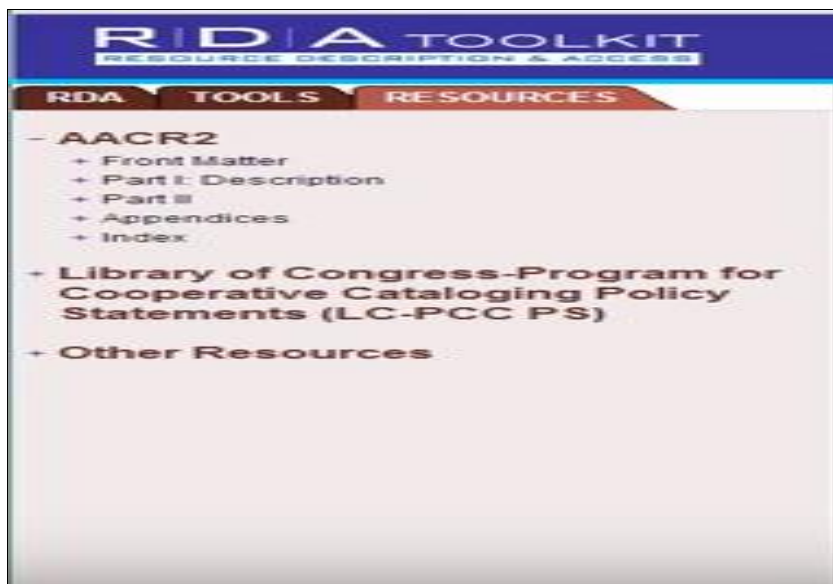 R|D|A TOOLKIT
RESOURCE DESCRIPTION & ACCESS
RDA TOOLS RESOURCES
- AACR2
+ Front Matter
+ Part I: Description
+ Part II
+ Appendices
+ Index
+ Library of Congress-Program for
Cooperative Cataloging Policy
Statements (LC-PCC PS)
+ Other Resources